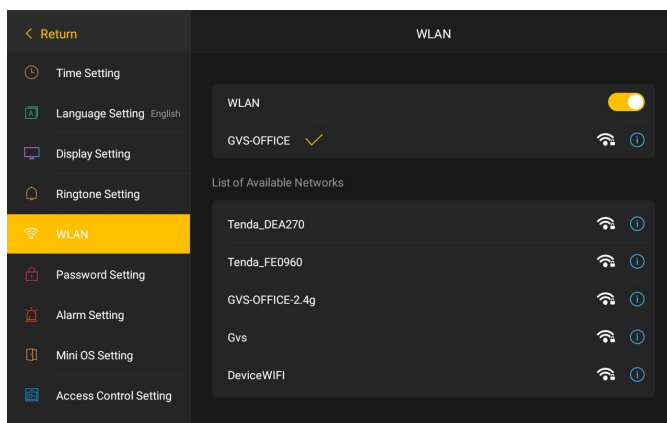 Return
WLAN
Time Setting
Language Setting English
Display Setting
Ringtone Setting
WLAN
Password Setting
Alarm Setting
Mini OS Setting
Access Control Setting
WLAN
GVS-OFFICE
List of Available Networks
Tenda_DEA270
Tenda_FE0960
GVS-OFFICE-2.4g
Gvs
DeviceWIFI